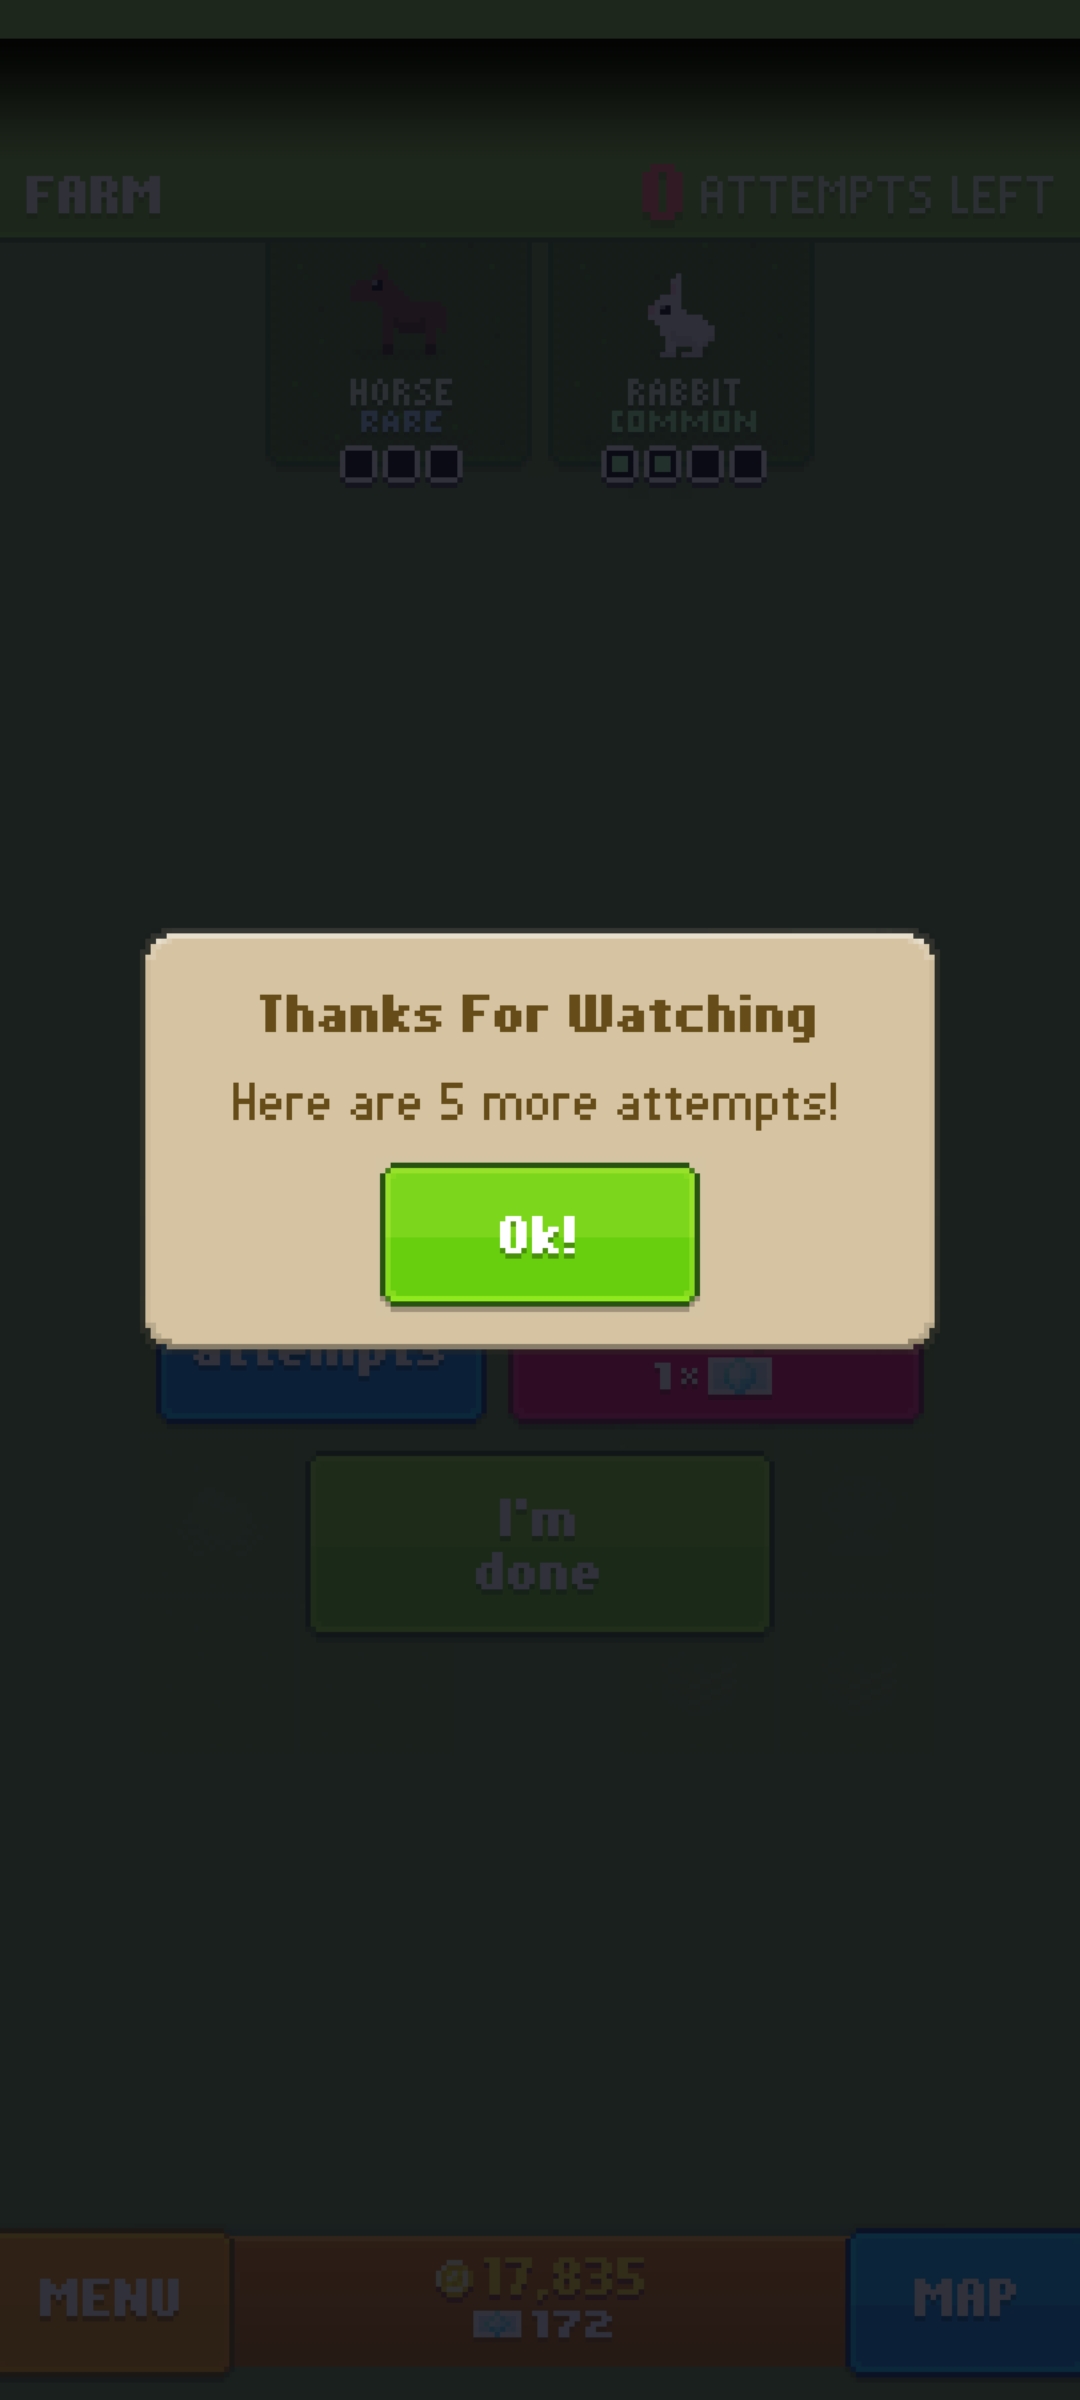 FARM
0 ATTEMPTS LEFT
HORSE
RARE
RABBIT
COMMON
Thanks For Watching
Here are 5 more attempts!
Ok!
attempts
1×
I'm
done
MENU
17,835
172
MAP